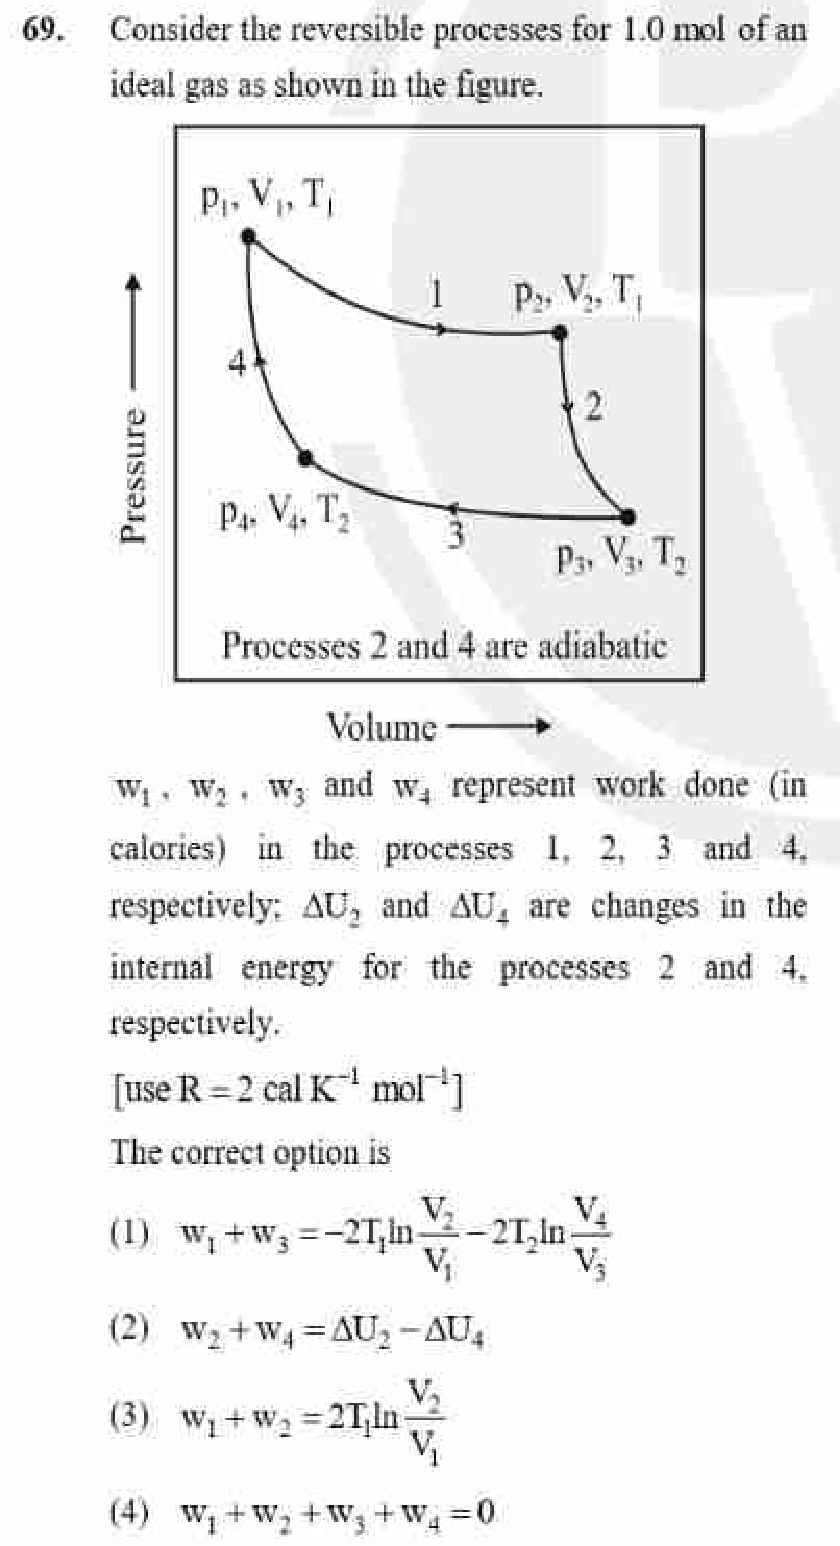 69. Consider the reversible processes for 1.0 mol of an
ideal gas as shown in the figure.
p₁, V₁, T₁
1
p₂, V₂, T₁
4
2
Pressure
p₄, V₄, T₂
3
p₃, V₃, T₂
Processes 2 and 4 are adiabatic
Volume
w₁ , w₂ , w₃ and w₄ represent work done (in
calories) in the processes 1, 2, 3 and 4,
respectively; ΔU₂ and ΔU₄ are changes in the
internal energy for the processes 2 and 4,
respectively.
[use R = 2 cal K⁻¹ mol⁻¹]
The correct option is
(1) w₁ + w₃ = −2T₁ln V₂/V₁ − 2T₂ln V₄/V₃
(2) w₂ + w₄ = ΔU₂ − ΔU₄
(3) w₁ + w₂ = 2T₁ln V₂/V₁
(4) w₁ + w₂ + w₃ + w₄ = 0